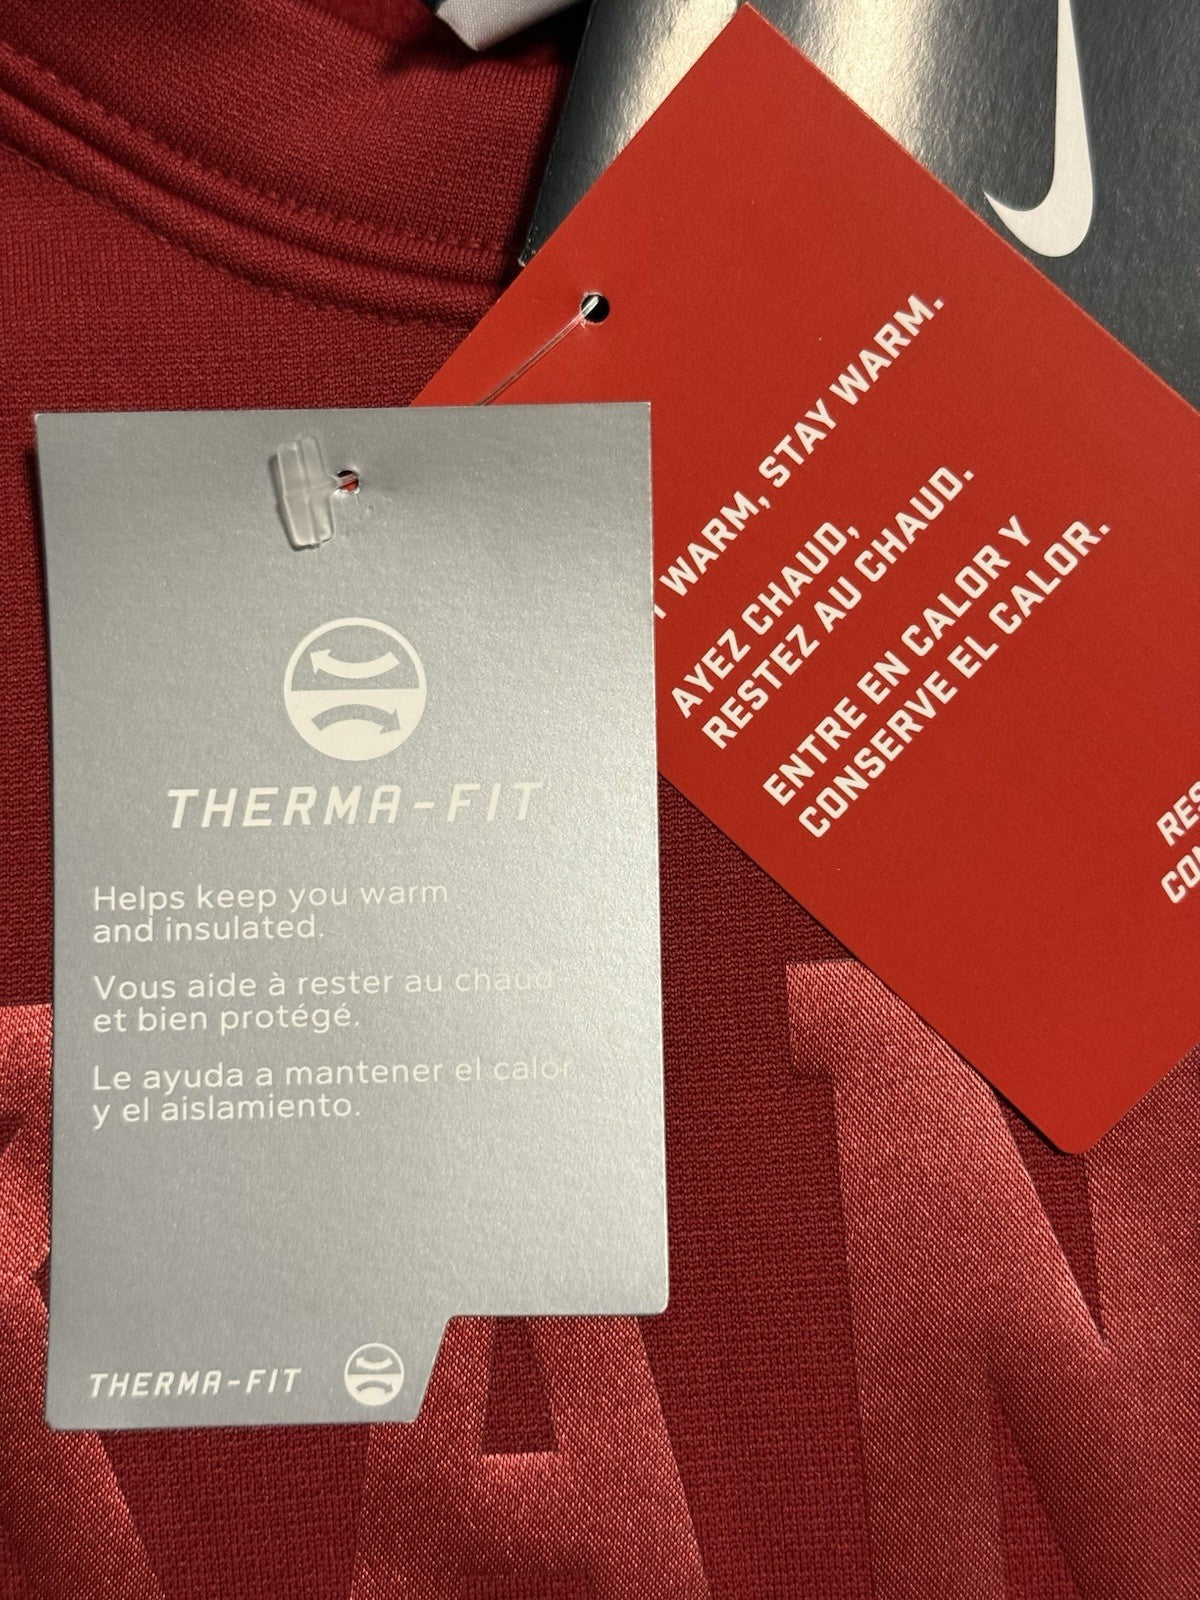 THERMA-FIT
Helps keep you warm
and insulated.
Vous aide à rester au chaud
et bien protégé.
Le ayuda a mantener el calor
y el aislamiento.
THERMA-FIT
WARM, STAY WARM.
AYEZ CHAUD,
RESTEZ AU CHAUD.
ENTRE EN CALOR Y
CONSERVE EL CALOR.